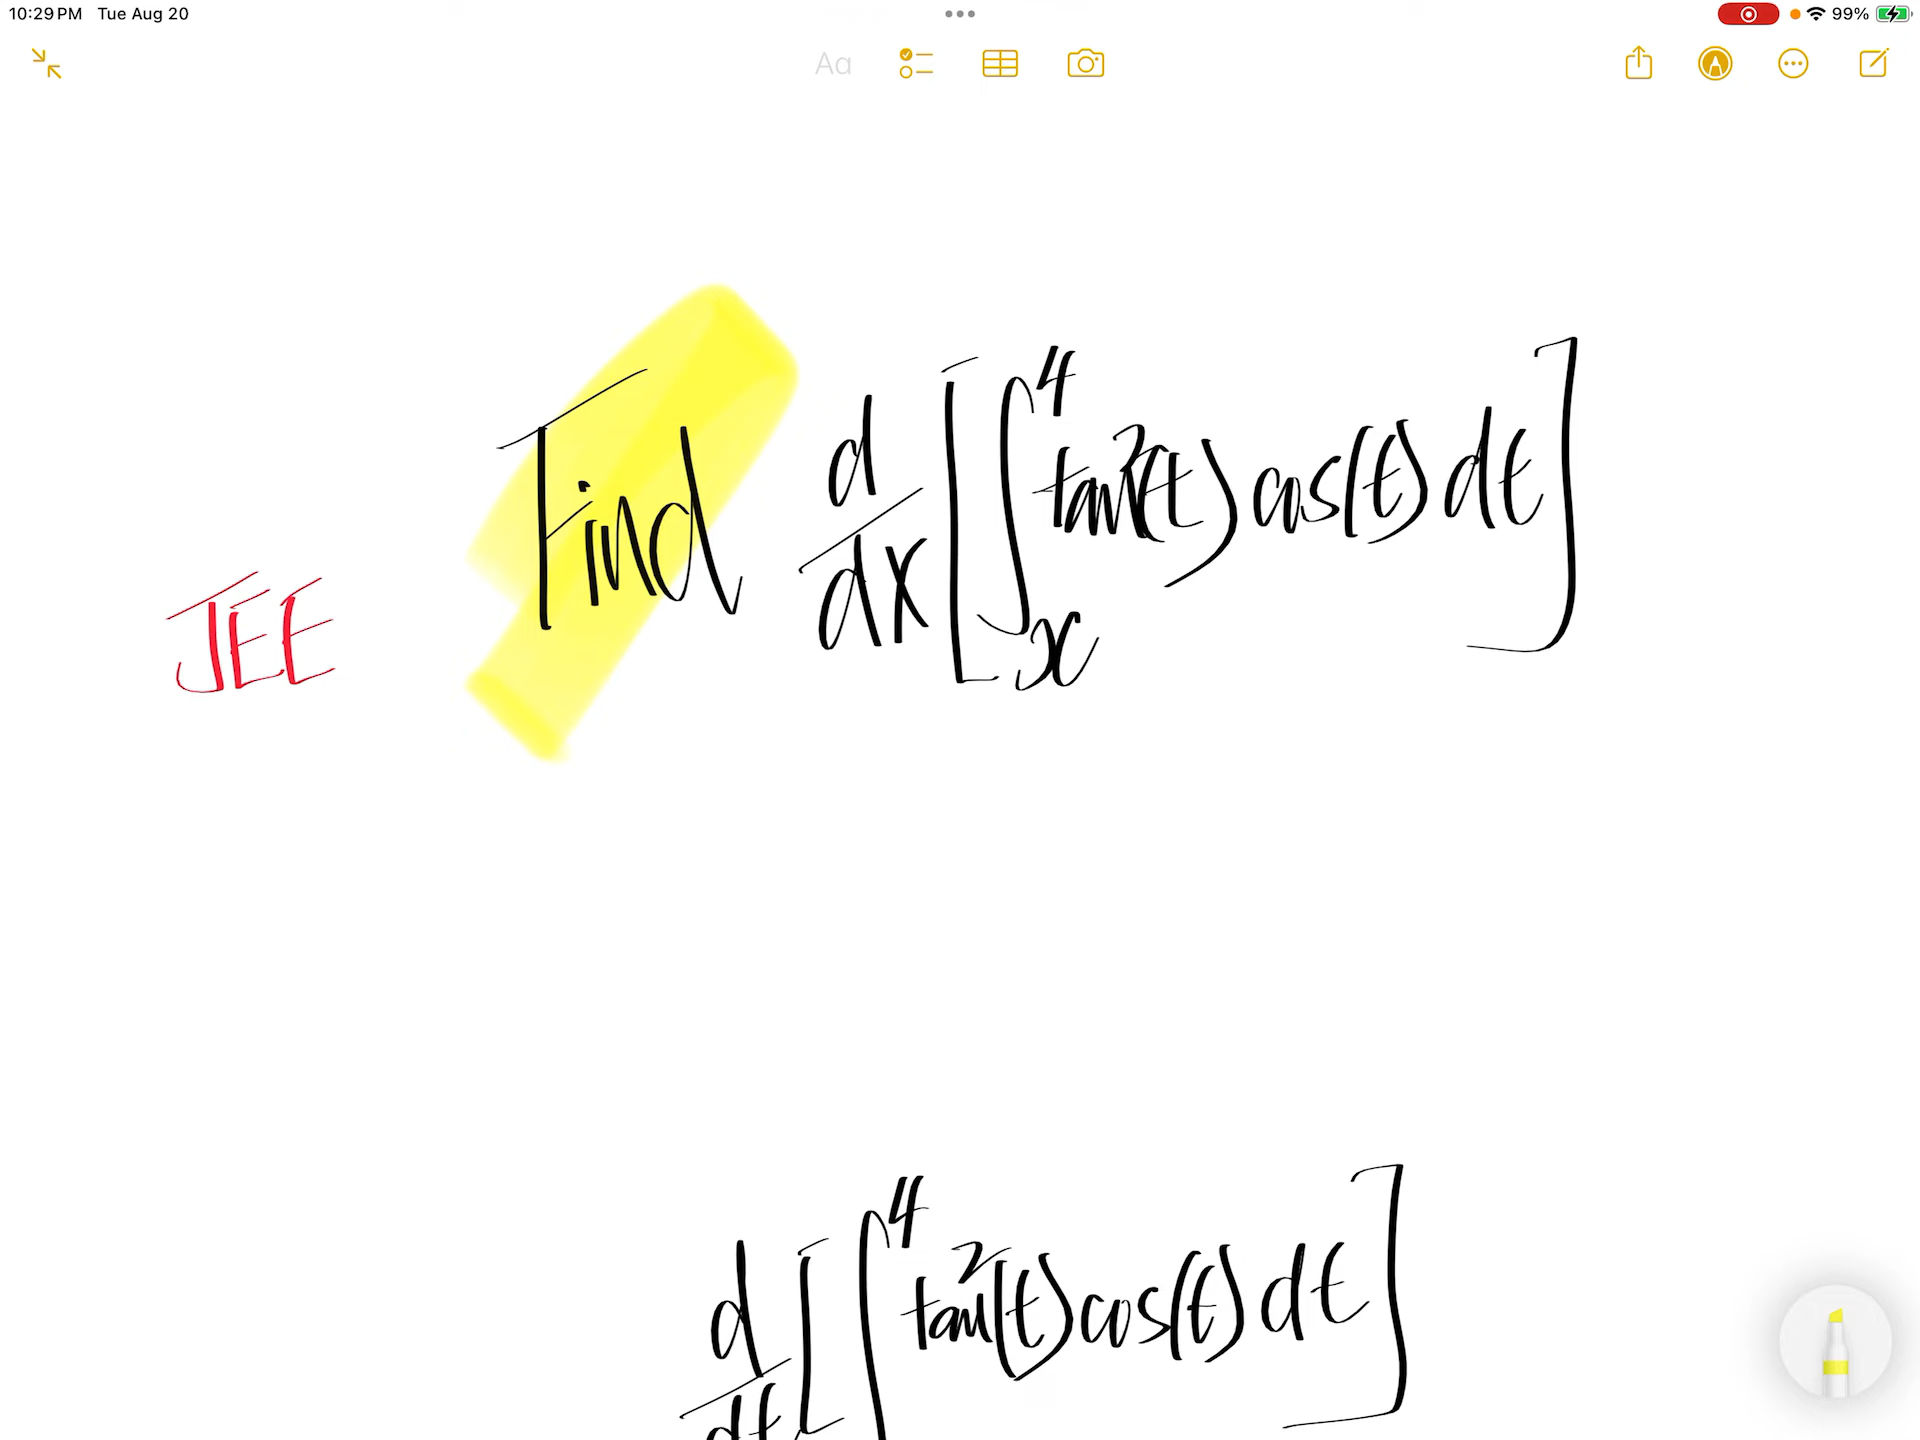 10:29 PM Tue Aug 20
99%
Aa
Find d/dx [∫_x^4 tan²(t) cos(t) dt]
JEE
d/dt [∫^4 tan²(t) cos(t) dt]